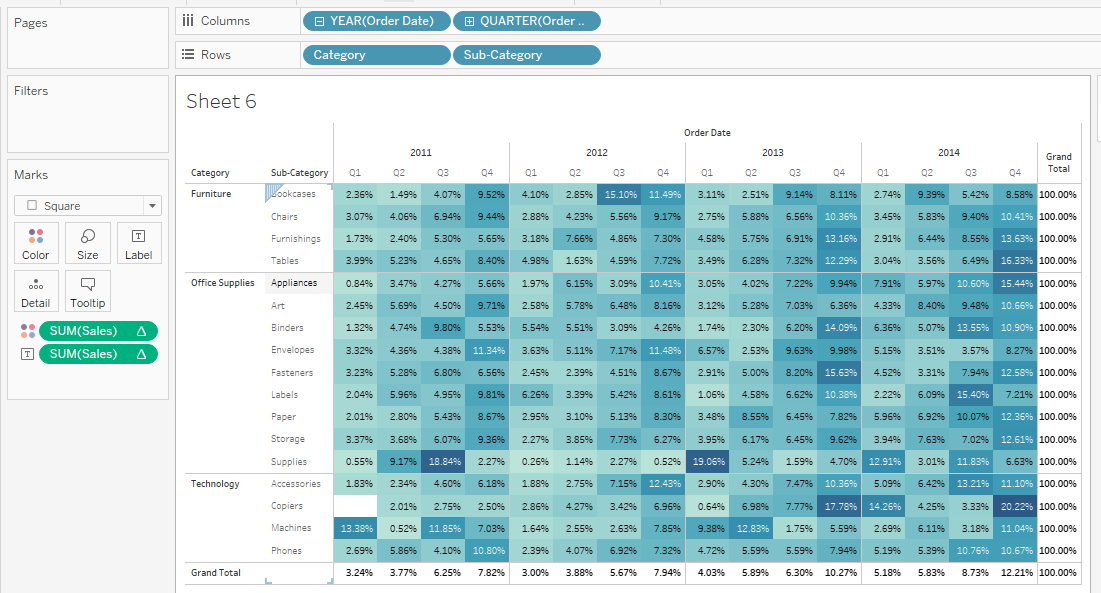 Pages
Columns
YEAR(Order Date)
QUARTER(Order ..
Rows
Category
Sub-Category
Filters
Marks
Square
Color
Size
Label
Detail
Tooltip
SUM(Sales) Δ
SUM(Sales) Δ
Sheet 6
Order Date
2011 2012 2013 2014 Grand Total
Category Sub-Category Q1 Q2 Q3 Q4 Q1 Q2 Q3 Q4 Q1 Q2 Q3 Q4 Q1 Q2 Q3 Q4
Furniture Bookcases 2.36% 1.49% 4.07% 9.52% 4.10% 2.85% 15.10% 11.49% 3.11% 2.51% 9.14% 8.11% 2.74% 9.39% 5.42% 8.58% 100.00%
Chairs 3.07% 4.06% 6.94% 9.44% 2.88% 4.23% 5.56% 9.17% 2.75% 5.88% 6.56% 10.36% 3.45% 5.83% 9.40% 10.41% 100.00%
Furnishings 1.73% 2.40% 5.30% 5.65% 3.18% 7.66% 4.86% 7.30% 4.58% 5.75% 6.91% 13.16% 2.91% 6.44% 8.55% 13.63% 100.00%
Tables 3.99% 5.23% 4.65% 8.40% 4.98% 1.63% 4.59% 7.72% 3.49% 6.28% 7.32% 12.29% 3.04% 3.56% 6.49% 16.33% 100.00%
Office Supplies Appliances 0.84% 3.47% 4.27% 5.66% 1.97% 6.15% 3.09% 10.41% 3.05% 4.02% 7.22% 9.94% 7.91% 5.97% 10.60% 15.44% 100.00%
Art 2.45% 5.69% 4.50% 9.71% 2.58% 5.78% 6.48% 8.16% 3.12% 5.28% 7.03% 6.36% 4.33% 8.40% 9.48% 10.66% 100.00%
Binders 1.32% 4.74% 9.80% 5.53% 5.54% 5.51% 3.09% 4.26% 1.74% 2.30% 6.20% 14.09% 6.36% 5.07% 13.55% 10.90% 100.00%
Envelopes 3.32% 4.36% 4.38% 11.34% 3.63% 5.11% 7.17% 11.48% 6.57% 2.53% 9.63% 9.98% 5.15% 3.51% 3.57% 8.27% 100.00%
Fasteners 3.23% 5.28% 6.80% 6.56% 2.45% 2.39% 4.51% 8.67% 2.91% 5.00% 8.20% 15.63% 4.52% 3.31% 7.94% 12.58% 100.00%
Labels 2.04% 5.96% 4.95% 9.81% 6.26% 3.39% 5.42% 8.61% 1.06% 4.58% 6.62% 10.38% 2.22% 6.09% 15.40% 7.21% 100.00%
Paper 2.01% 2.80% 5.43% 8.67% 2.95% 3.10% 5.13% 8.30% 3.48% 8.55% 6.45% 7.82% 5.96% 6.92% 10.07% 12.36% 100.00%
Storage 3.37% 3.68% 6.07% 9.36% 2.27% 3.85% 7.73% 6.27% 3.95% 6.17% 6.45% 9.62% 3.94% 7.63% 7.02% 12.61% 100.00%
Supplies 0.55% 9.17% 18.84% 2.27% 0.26% 1.14% 2.27% 0.52% 19.06% 5.24% 1.59% 4.70% 12.91% 3.01% 11.83% 6.63% 100.00%
Technology Accessories 1.83% 2.34% 4.60% 6.18% 1.88% 2.75% 7.15% 12.43% 2.90% 4.30% 7.47% 10.36% 5.09% 6.42% 13.21% 11.10% 100.00%
Copiers 2.01% 2.75% 2.50% 2.86% 4.27% 3.42% 6.96% 0.64% 6.98% 7.77% 17.78% 14.26% 4.25% 3.33% 20.22% 100.00%
Machines 13.38% 0.52% 11.85% 7.03% 1.64% 2.55% 2.63% 7.85% 9.38% 12.83% 1.75% 5.59% 2.69% 6.11% 3.18% 11.04% 100.00%
Phones 2.69% 5.86% 4.10% 10.80% 2.39% 4.07% 6.92% 7.32% 4.72% 5.59% 5.59% 7.94% 5.19% 5.39% 10.76% 10.67% 100.00%
Grand Total 3.24% 3.77% 6.25% 7.82% 3.00% 3.88% 5.67% 7.94% 4.03% 5.89% 6.30% 10.27% 5.18% 5.83% 8.73% 12.21% 100.00%